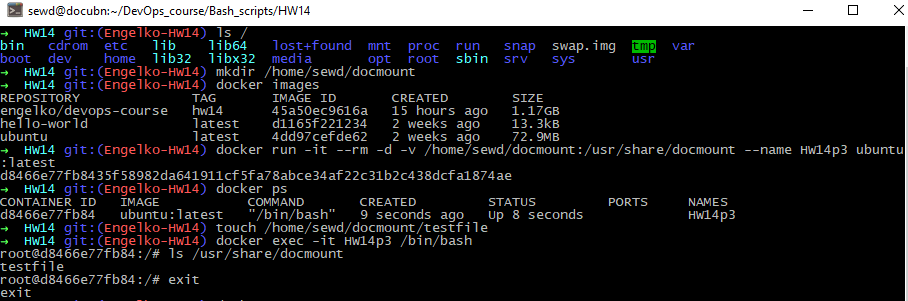 sewd@docubn:~/DevOps_course/Bash_scripts/HW14
→ HW14 git:(Engelko-HW14) ls /
bin cdrom etc lib lib64 lost+found mnt proc run snap swap.img tmp var
boot dev home lib32 libx32 media opt root sbin srv sys usr
→ HW14 git:(Engelko-HW14) mkdir /home/sewd/docmount
→ HW14 git:(Engelko-HW14) docker images
REPOSITORY TAG IMAGE ID CREATED SIZE
engelko/devops-course hw14 45a50ec9616a 15 hours ago 1.17GB
hello-world latest d1165f221234 2 weeks ago 13.3kB
ubuntu latest 4dd97cefde62 2 weeks ago 72.9MB
→ HW14 git:(Engelko-HW14) docker run -it --rm -d -v /home/sewd/docmount:/usr/share/docmount --name HW14p3 ubuntu
:latest
d8466e77fb8435f58982da641911cf5fa78abce34af22c31b2c438dcfa1874ae
→ HW14 git:(Engelko-HW14) docker ps
CONTAINER ID IMAGE COMMAND CREATED STATUS PORTS NAMES
d8466e77fb84 ubuntu:latest "/bin/bash" 9 seconds ago Up 8 seconds HW14p3
→ HW14 git:(Engelko-HW14) touch /home/sewd/docmount/testfile
→ HW14 git:(Engelko-HW14) docker exec -it HW14p3 /bin/bash
root@d8466e77fb84:/# ls /usr/share/docmount
testfile
root@d8466e77fb84:/# exit
exit